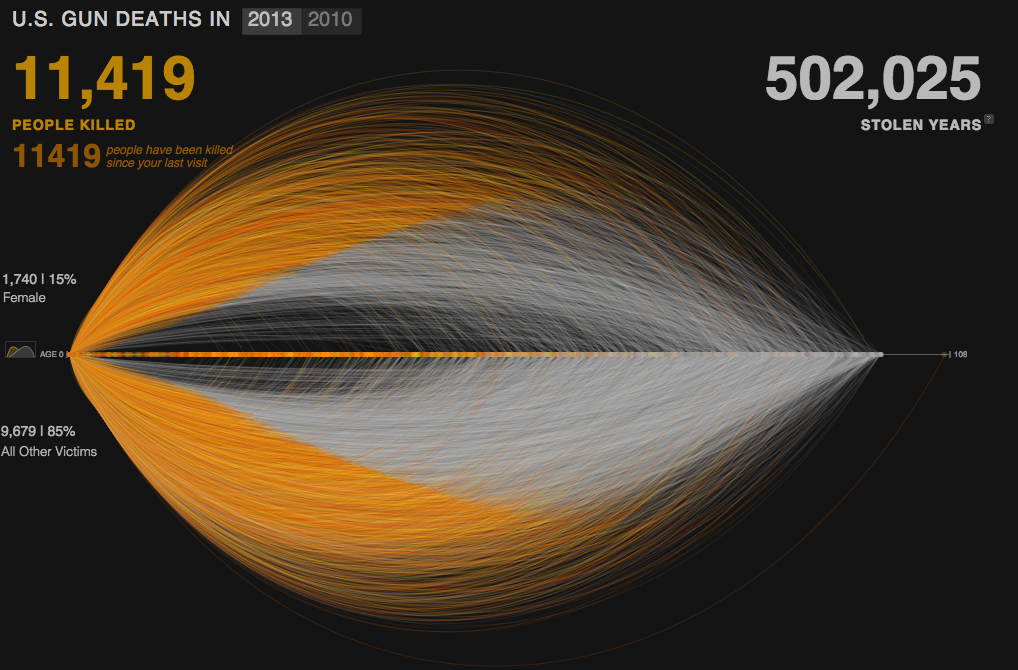 U.S. GUN DEATHS IN 2013 2010
11,419
PEOPLE KILLED
11419 people have been killed
since your last visit
502,025
STOLEN YEARS ?
1,740 | 15%
Female
AGE 0
108
9,679 | 85%
All Other Victims